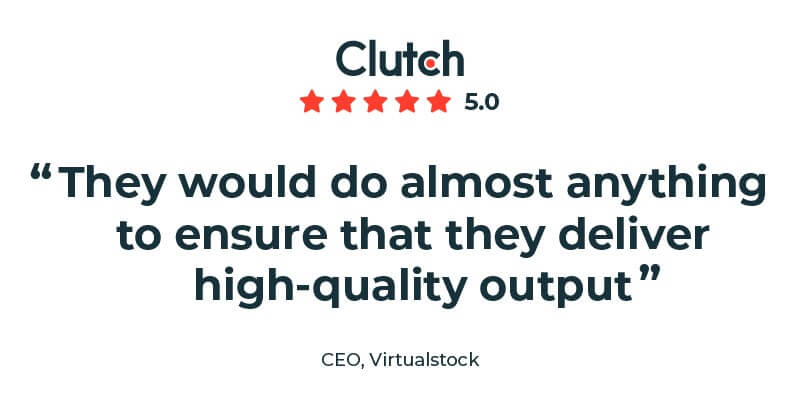 Clutch
5.0
“They would do almost anything
to ensure that they deliver
high-quality output”
CEO, Virtualstock